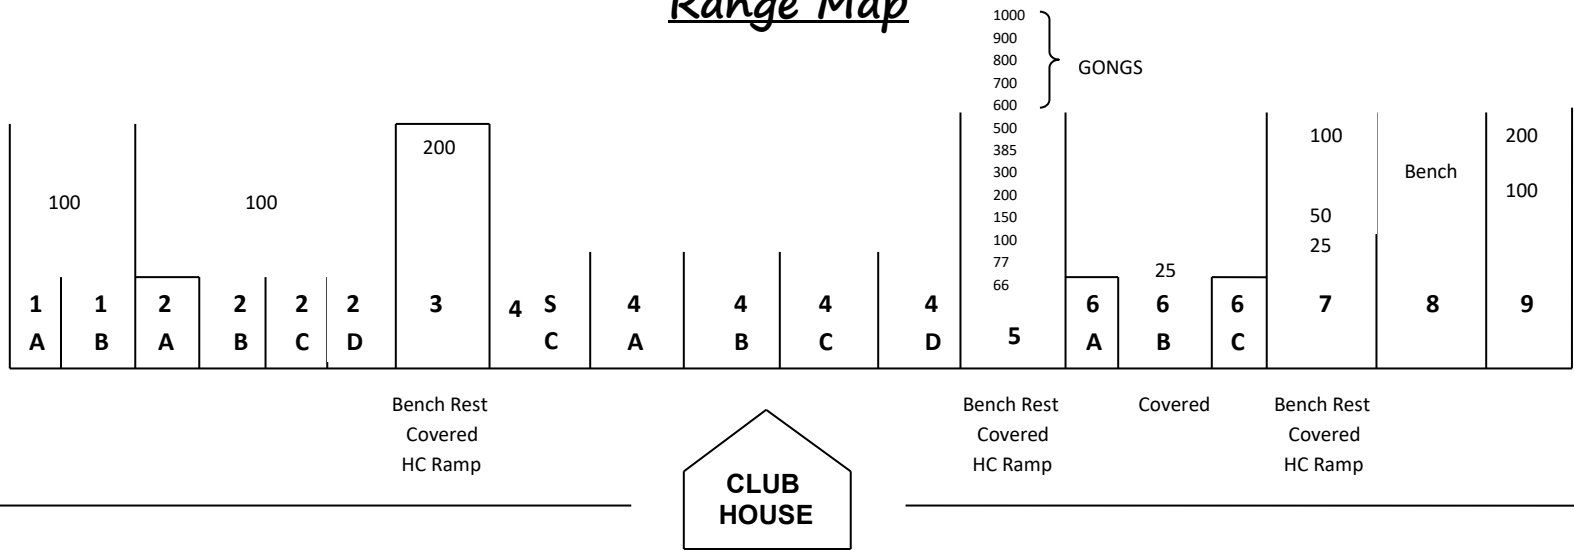 Range Map
1000
900
800
700
600
GONGS
500
385
300
200
150
100
77
66
100
100
200
25
100
50
25
Bench
200
100
1 A
1 B
2 A
2 B
2 C
2 D
3
4 SC
4 A
4 B
4 C
4 D
5
6 A
6 B
6 C
7
8
9
Bench Rest
Covered
HC Ramp
Bench Rest
Covered
HC Ramp
Covered
Bench Rest
Covered
HC Ramp
CLUB
HOUSE